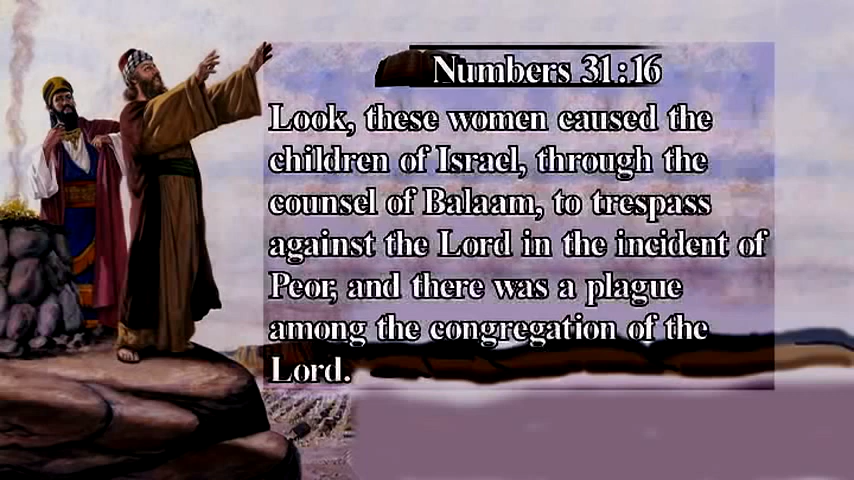 Numbers 31:16
Look, these women caused the
children of Israel, through the
counsel of Balaam, to trespass
against the Lord in the incident of
Peor, and there was a plague
among the congregation of the
Lord.